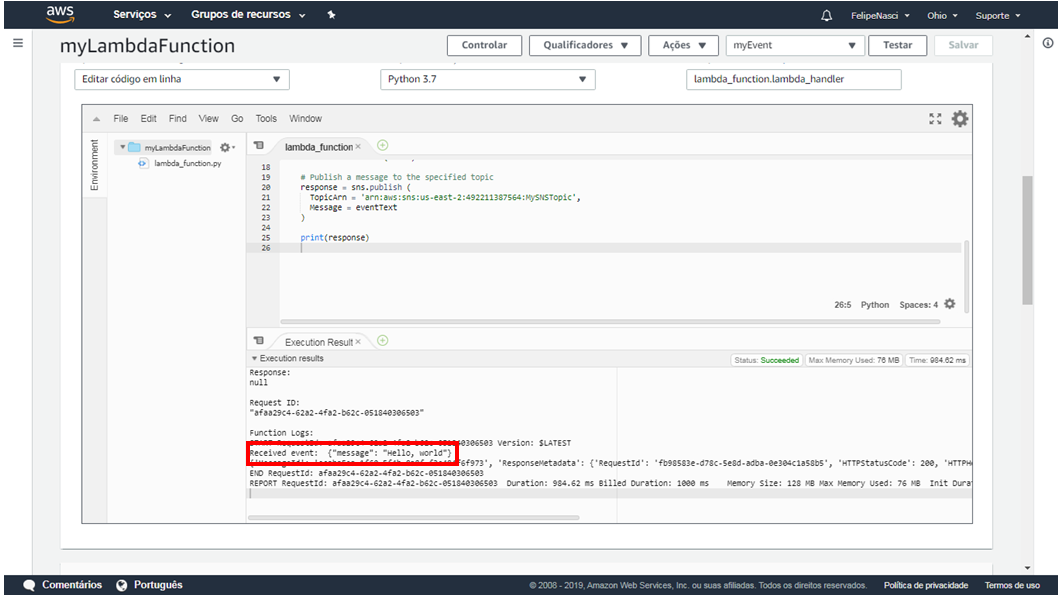 aws Serviços Grupos de recursos FelipeNasci Ohio Suporte
myLambdaFunction Controlar Qualificadores Ações myEvent Testar Salvar
Editar código em linha Python 3.7 lambda_function.lambda_handler
File Edit Find View Go Tools Window
Environment
myLambdaFunction
lambda_function.py
lambda_function
18
19 # Publish a message to the specified topic
20 response = sns.publish (
21 TopicArn = 'arn:aws:sns:us-east-2:492211387564:MySNSTopic',
22 Message = eventText
23 )
24
25 print(response)
26
26:5 Python Spaces: 4
Execution Result
Execution results Status: Succeeded Max Memory Used: 76 MB Time: 984.62 ms
Response:
null
Request ID:
"afaa29c4-62a2-4fa2-b62c-051840306503"
Function Logs:
START RequestId: afaa29c4-62a2-4fa2-b62c-051840306503 Version: $LATEST
Received event: {"message": "Hello, world"}
'ResponseMetadata': {'RequestId': 'fb98583e-d78c-5e8d-adba-0e304c1a58b5', 'HTTPStatusCode': 200,
END RequestId: afaa29c4-62a2-4fa2-b62c-051840306503
REPORT RequestId: afaa29c4-62a2-4fa2-b62c-051840306503 Duration: 984.62 ms Billed Duration: 1000 ms Memory Size: 128 MB Max Memory Used: 76 MB Init
Comentários Português © 2008 - 2019, Amazon Web Services, Inc. ou suas afiliadas. Todos os direitos reservados. Política de privacidade Termos de uso